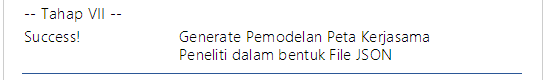 -- Tahap VII --
Success! Generate Pemodelan Peta Kerjasama
Peneliti dalam bentuk File JSON